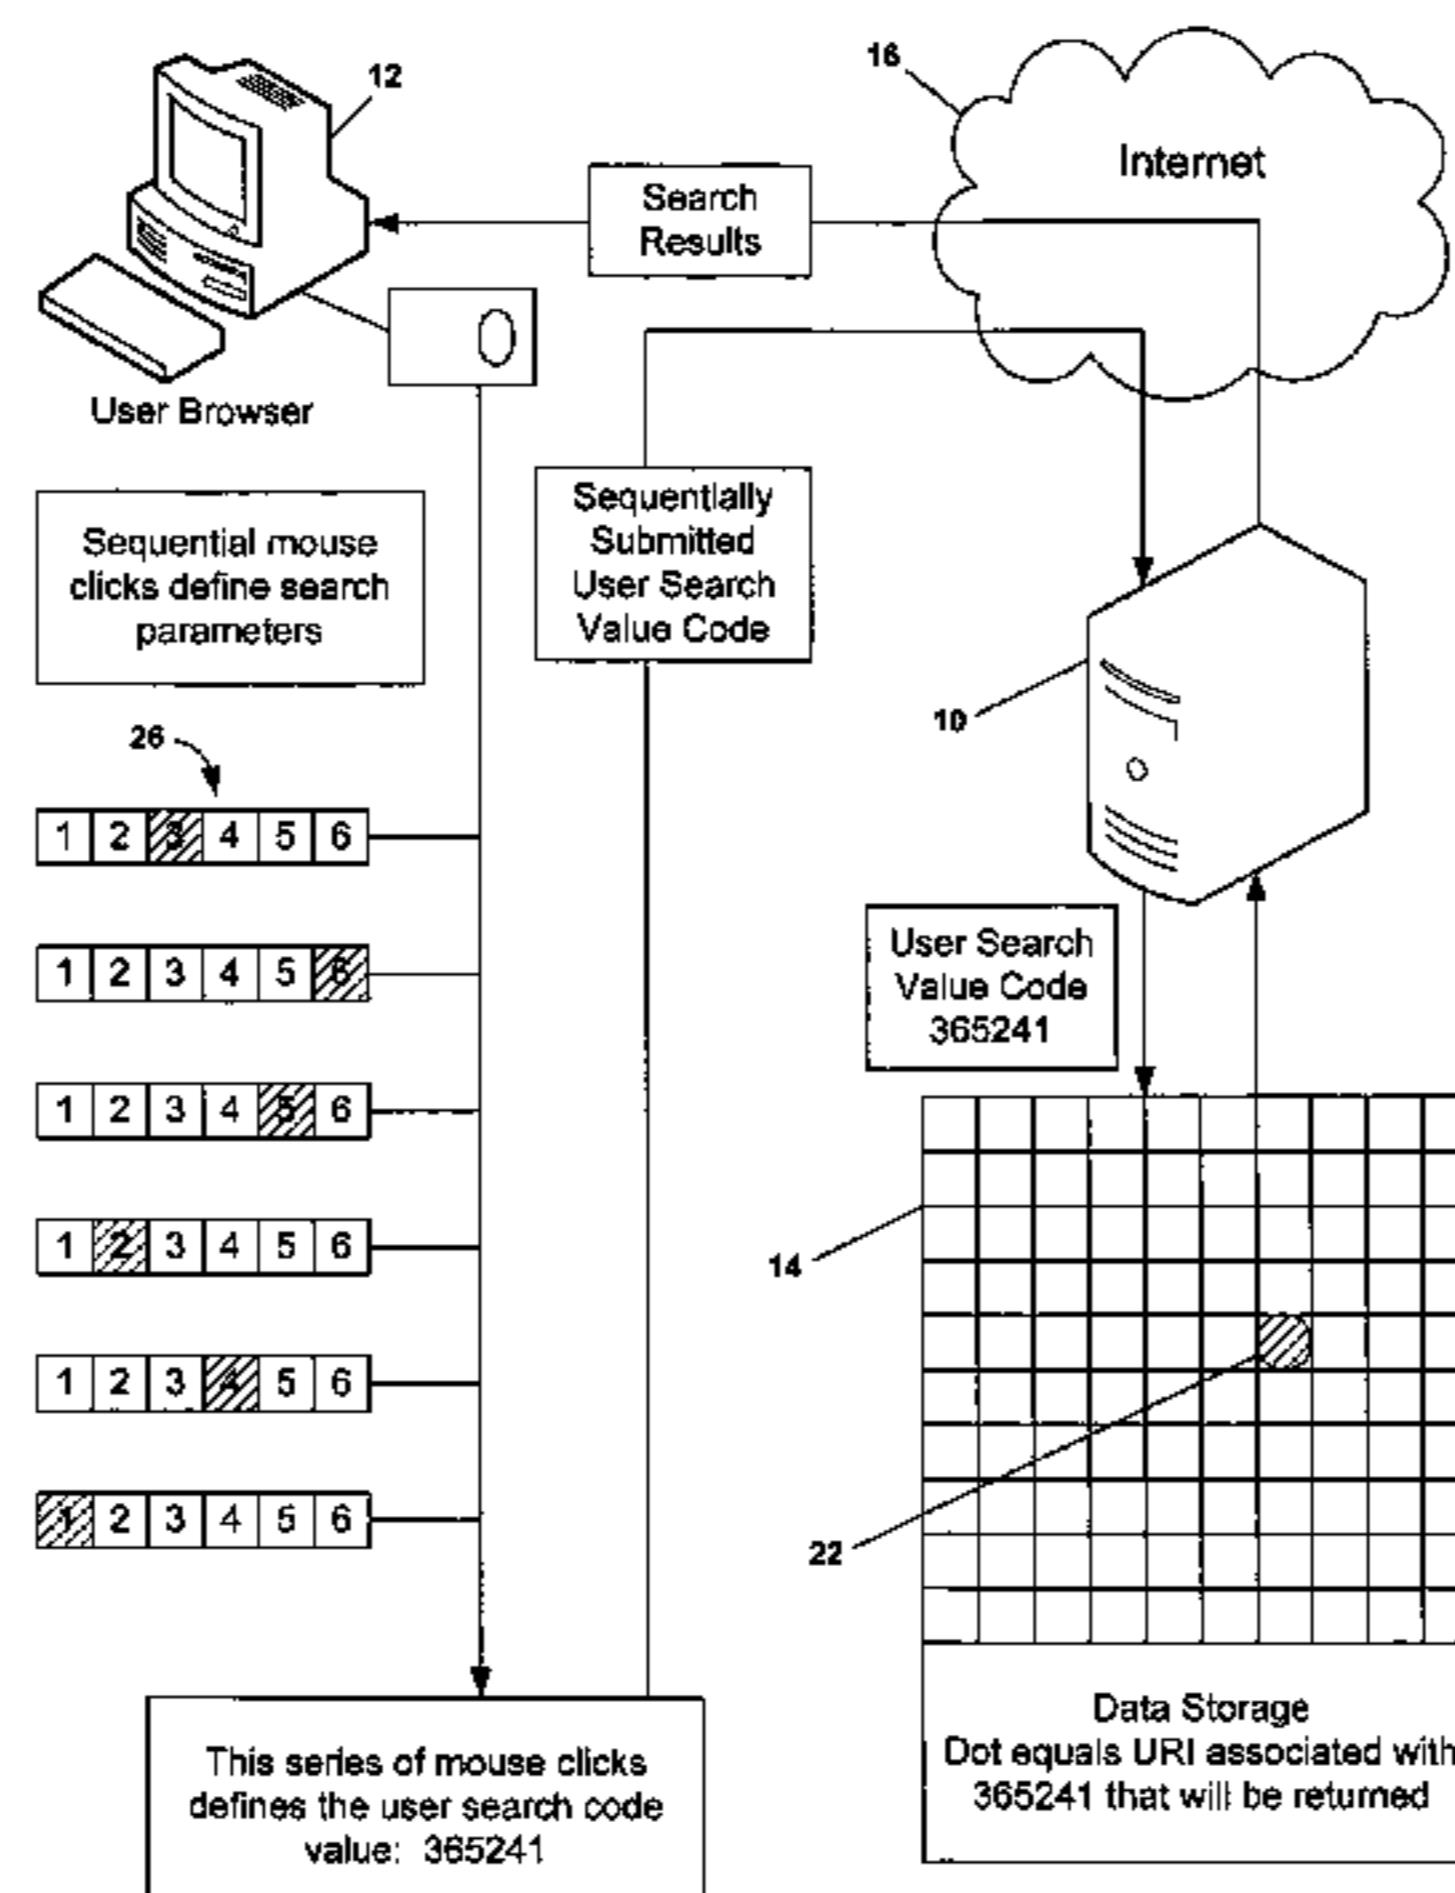 12
16
Internet
Search
Results
User Browser
Sequential mouse
clicks define search
parameters
Sequentially
Submitted
User Search
Value Code
10
26
1 2 3 4 5 6
1 2 3 4 5 6
1 2 3 4 5 6
1 2 3 4 5 6
1 2 3 4 5 6
1 2 3 4 5 6
User Search
Value Code
365241
14
22
This series of mouse clicks
defines the user search code
value: 365241
Data Storage
Dot equals URI associated with
365241 that will be returned